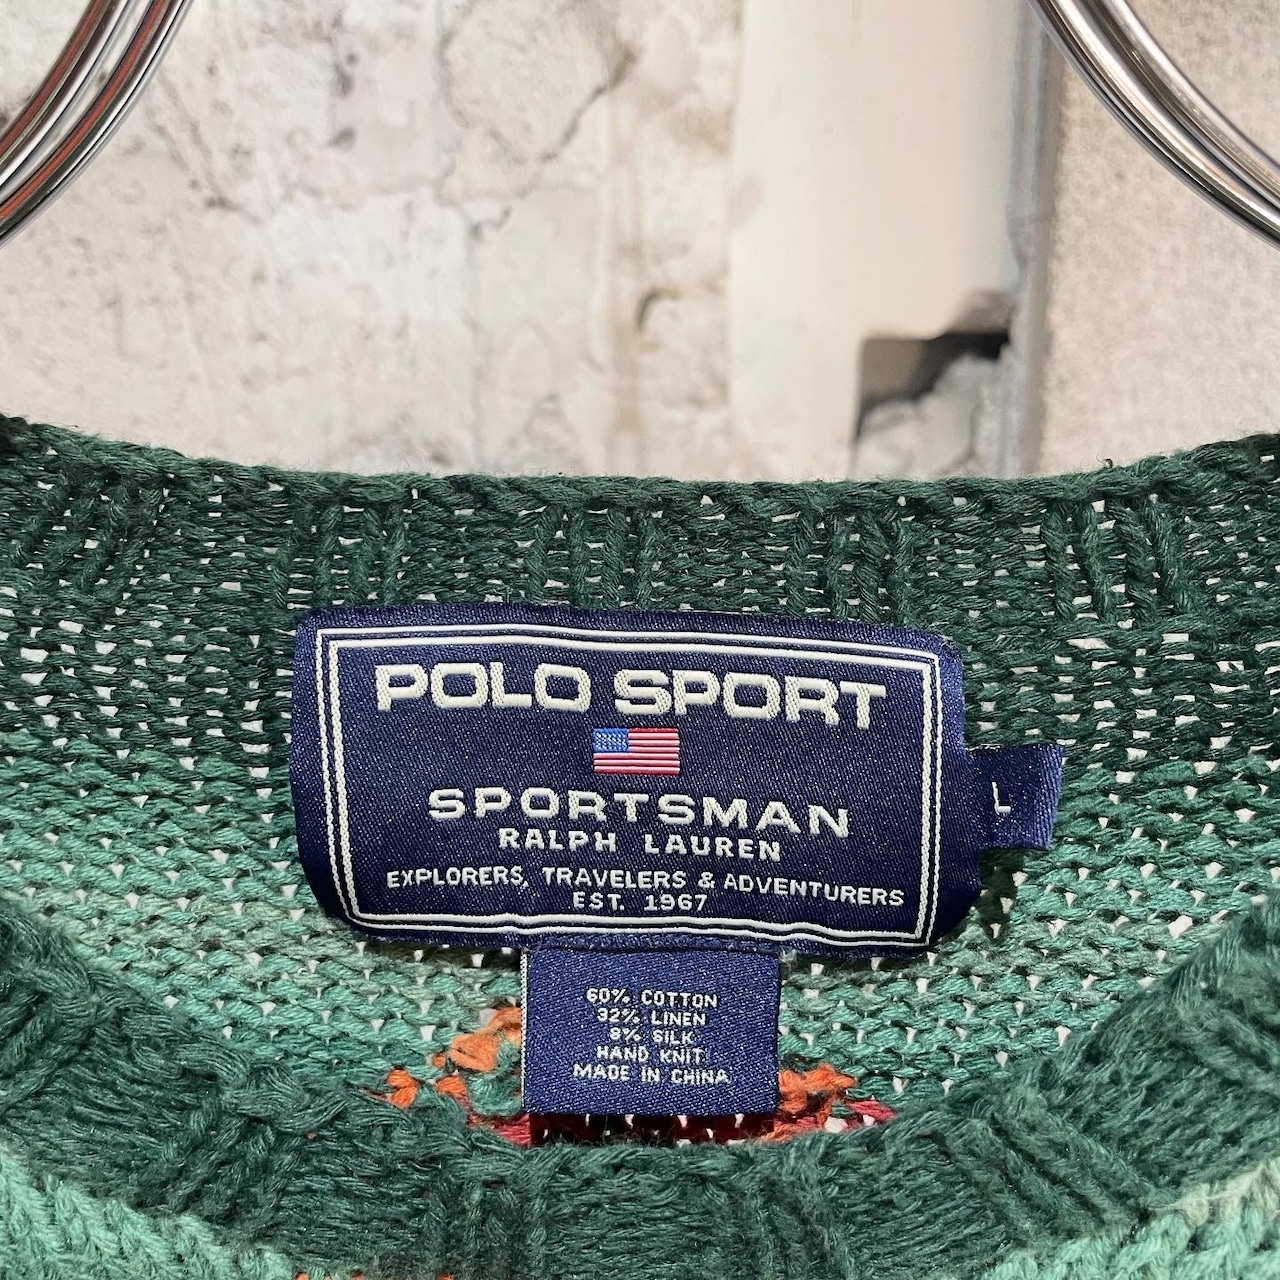 POLO SPORT
SPORTSMAN
RALPH LAUREN
EXPLORERS, TRAVELERS & ADVENTURERS
EST. 1967
L
60% COTTON
32% LINEN
8% SILK
HAND KNIT
MADE IN CHINA